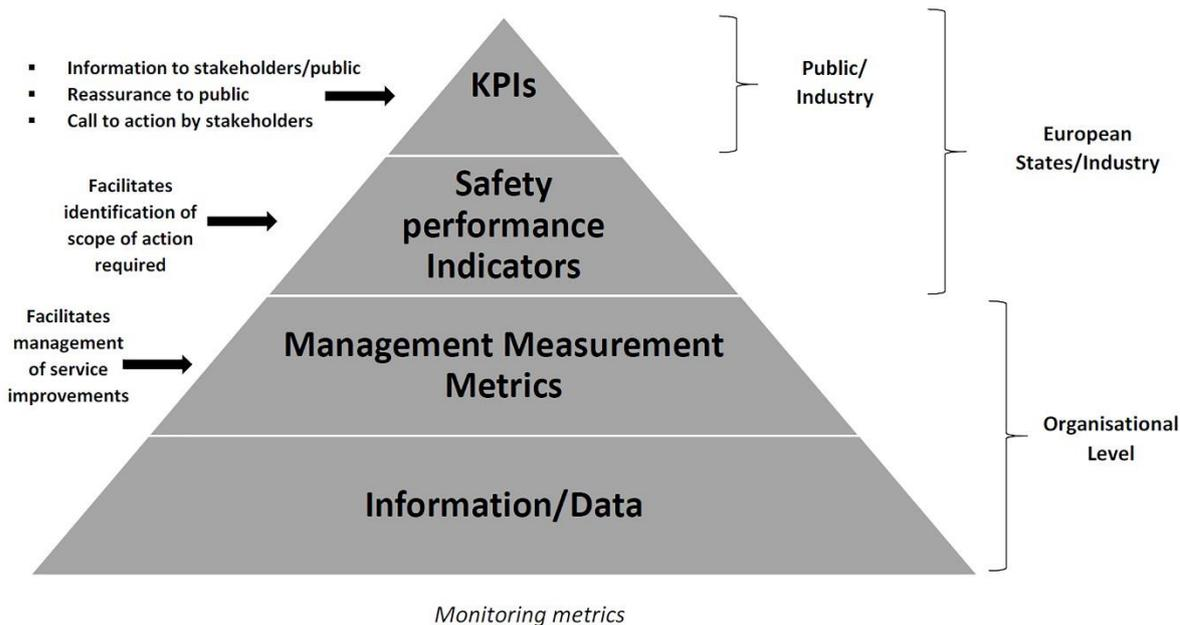 ▪ Information to stakeholders/public
▪ Reassurance to public
▪ Call to action by stakeholders
KPIs
Public/
Industry
European
States/Industry
Facilitates
identification of
scope of action
required
Safety
performance
Indicators
Facilitates
management
of service
improvements
Management Measurement
Metrics
Organisational
Level
Information/Data
Monitoring metrics